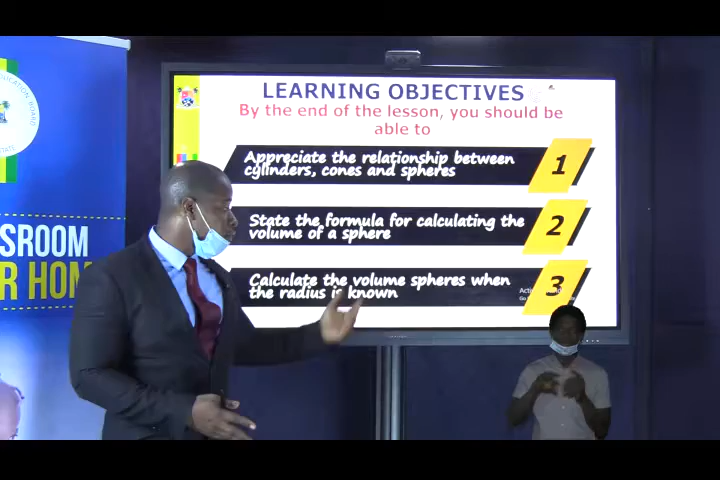 LEARNING OBJECTIVES
By the end of the lesson, you should be
able to
Appreciate the relationship between
cylinders, cones and spheres
1
State the formula for calculating the
volume of a sphere
2
Calculate the volume spheres when
the radius is known
3
SROOM
R HOM